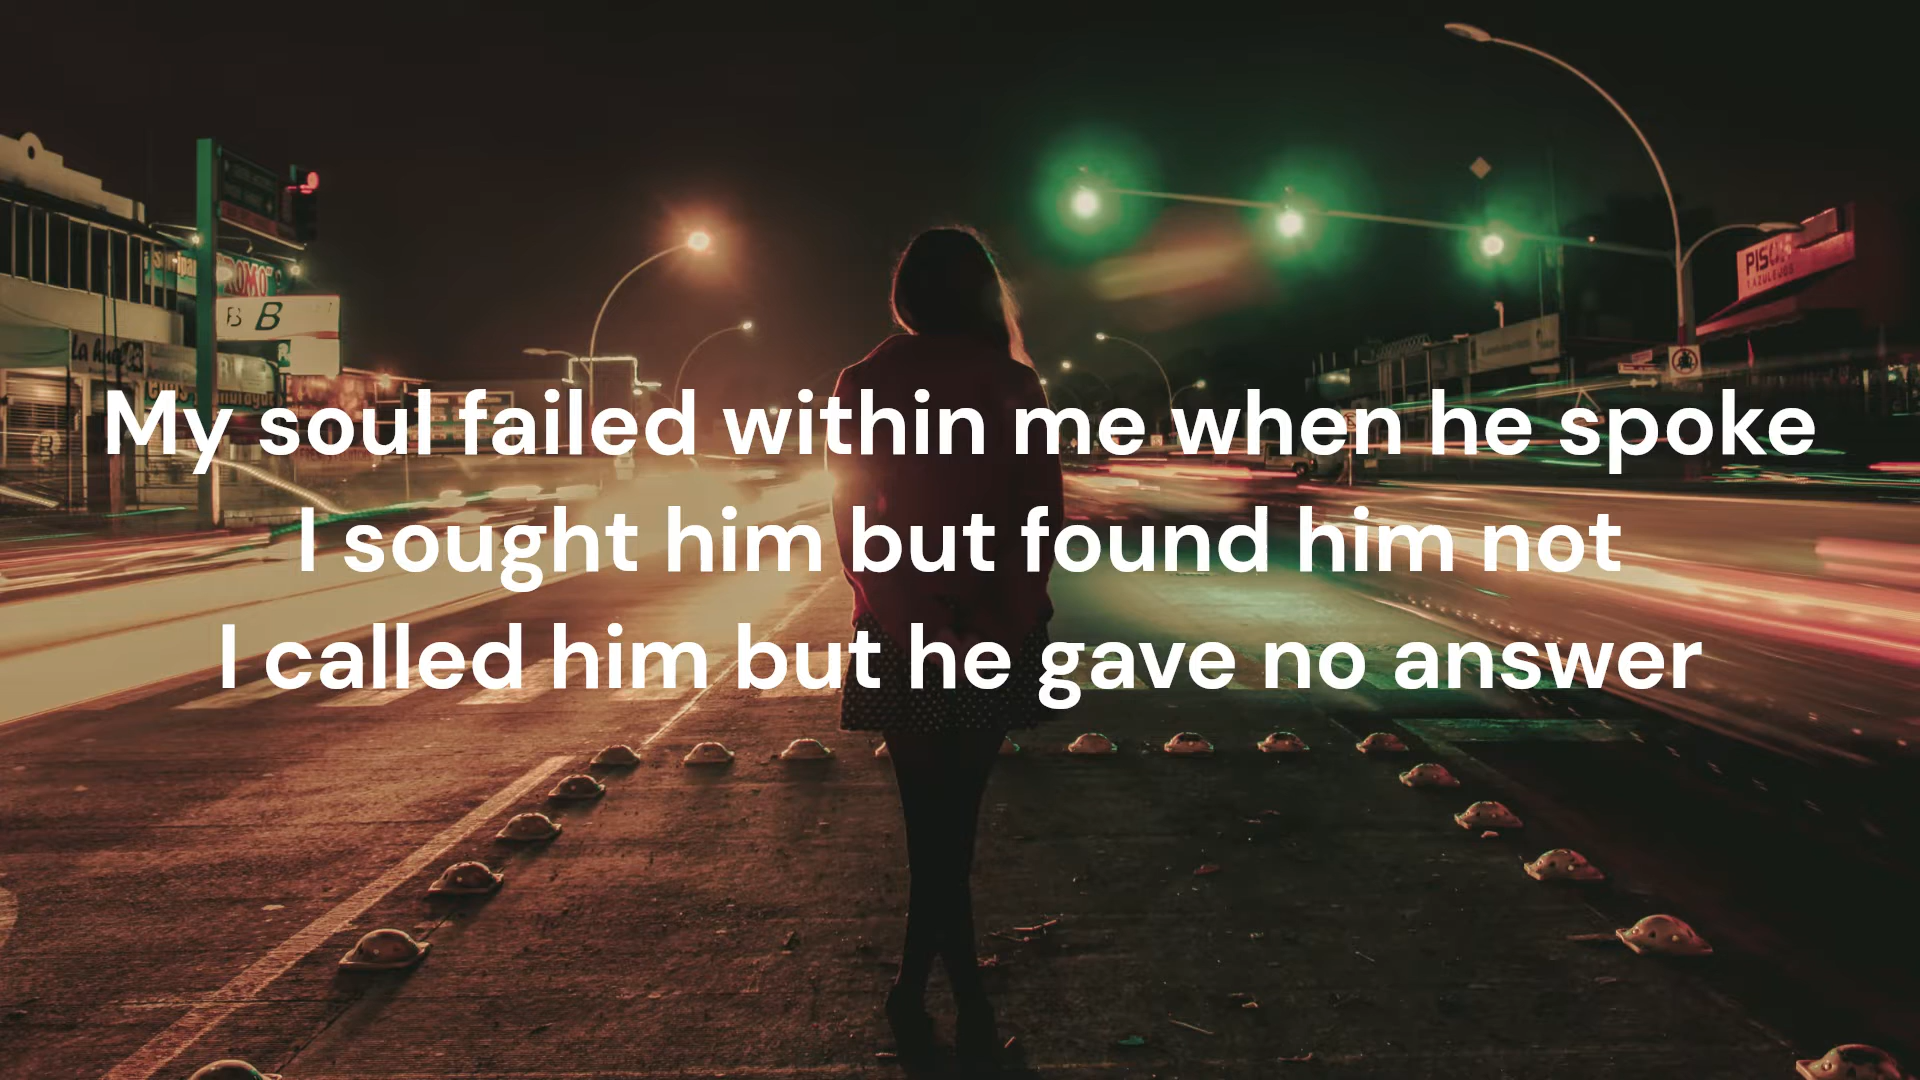 B
My soul failed within me when he spoke
I sought him but found him not
I called him but he gave no answer